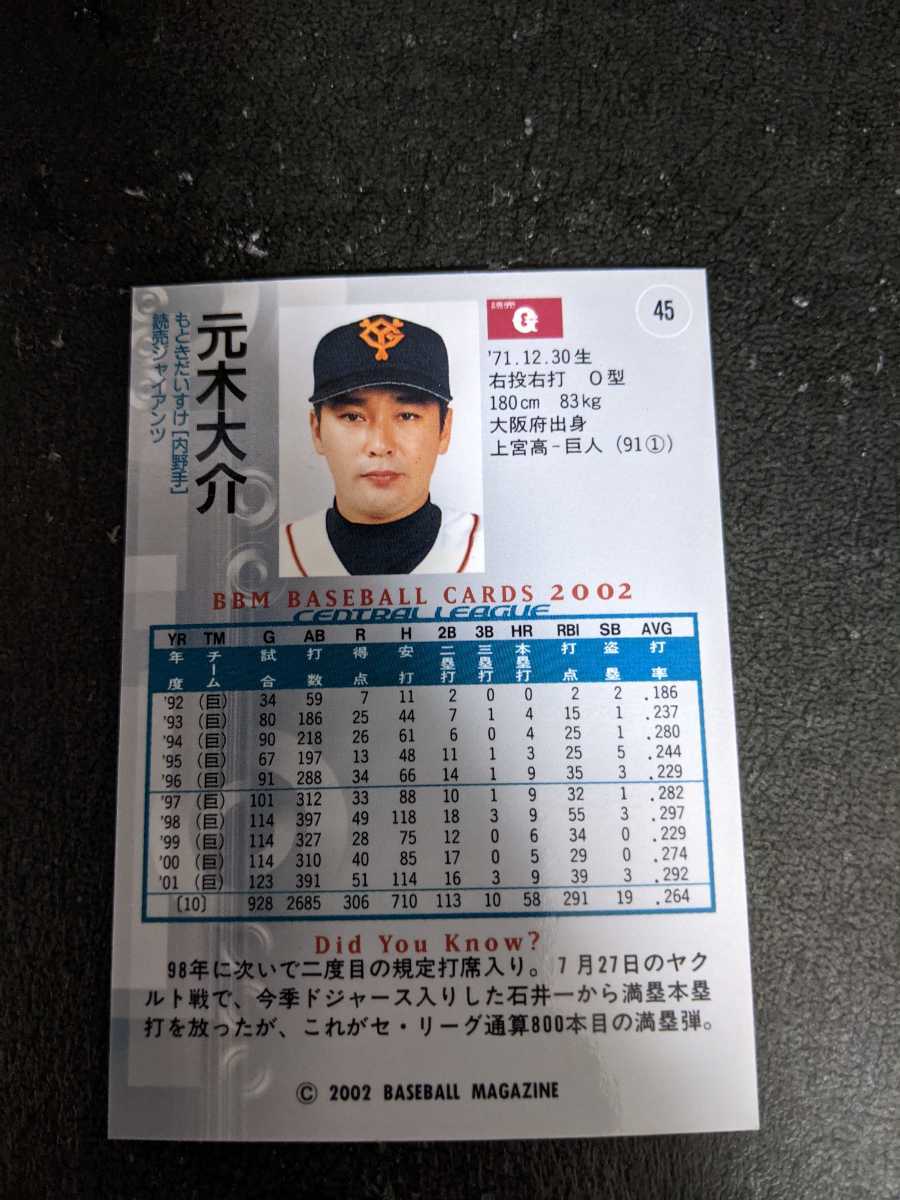 元木大介
もときだいすけ [内野手]
読売ジャイアンツ
YG
読売
G
45
'71.12.30生
右投右打 O型
180cm 83kg
大阪府出身
上宮高-巨人 (91①)
BBM BASEBALL CARDS 2002
CENTRAL LEAGUE
YR TM G AB R H 2B 3B HR RBI SB AVG
年度 チーム 試合 打数 得点 安打 二塁打 三塁打 本塁打 打点 盗塁 打率
'92 (巨) 34 59 7 11 2 0 0 2 2 .186
'93 (巨) 80 186 25 44 7 1 4 15 1 .237
'94 (巨) 90 218 26 61 6 0 4 25 1 .280
'95 (巨) 67 197 13 48 11 1 3 25 5 .244
'96 (巨) 91 288 34 66 14 1 9 35 3 .229
'97 (巨) 101 312 33 88 10 1 9 32 1 .282
'98 (巨) 114 397 49 118 18 3 9 55 3 .297
'99 (巨) 114 327 28 75 12 0 6 34 0 .229
'00 (巨) 114 310 40 85 17 0 5 29 0 .274
'01 (巨) 123 391 51 114 16 3 9 39 3 .292
〔10〕 928 2685 306 710 113 10 58 291 19 .264
Did You Know?
98年に次いで二度目の規定打席入り。7月27日のヤク
ルト戦で、今季ドジャース入りした石井一から満塁本塁
打を放ったが、これがセ・リーグ通算800本目の満塁弾。
© 2002 BASEBALL MAGAZINE